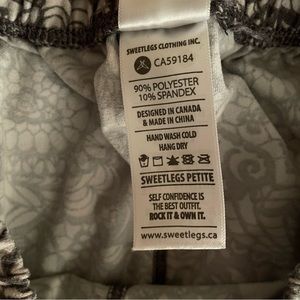 SWEETLEGS CLOTHING INC.
CA59184
90% POLYESTER
10% SPANDEX
DESIGNED IN CANADA
& MADE IN CHINA
HAND WASH COLD
HANG DRY
SWEETLEGS PETITE
SELF CONFIDENCE IS
THE BEST OUTFIT.
ROCK IT & OWN IT.
www.sweetlegs.ca